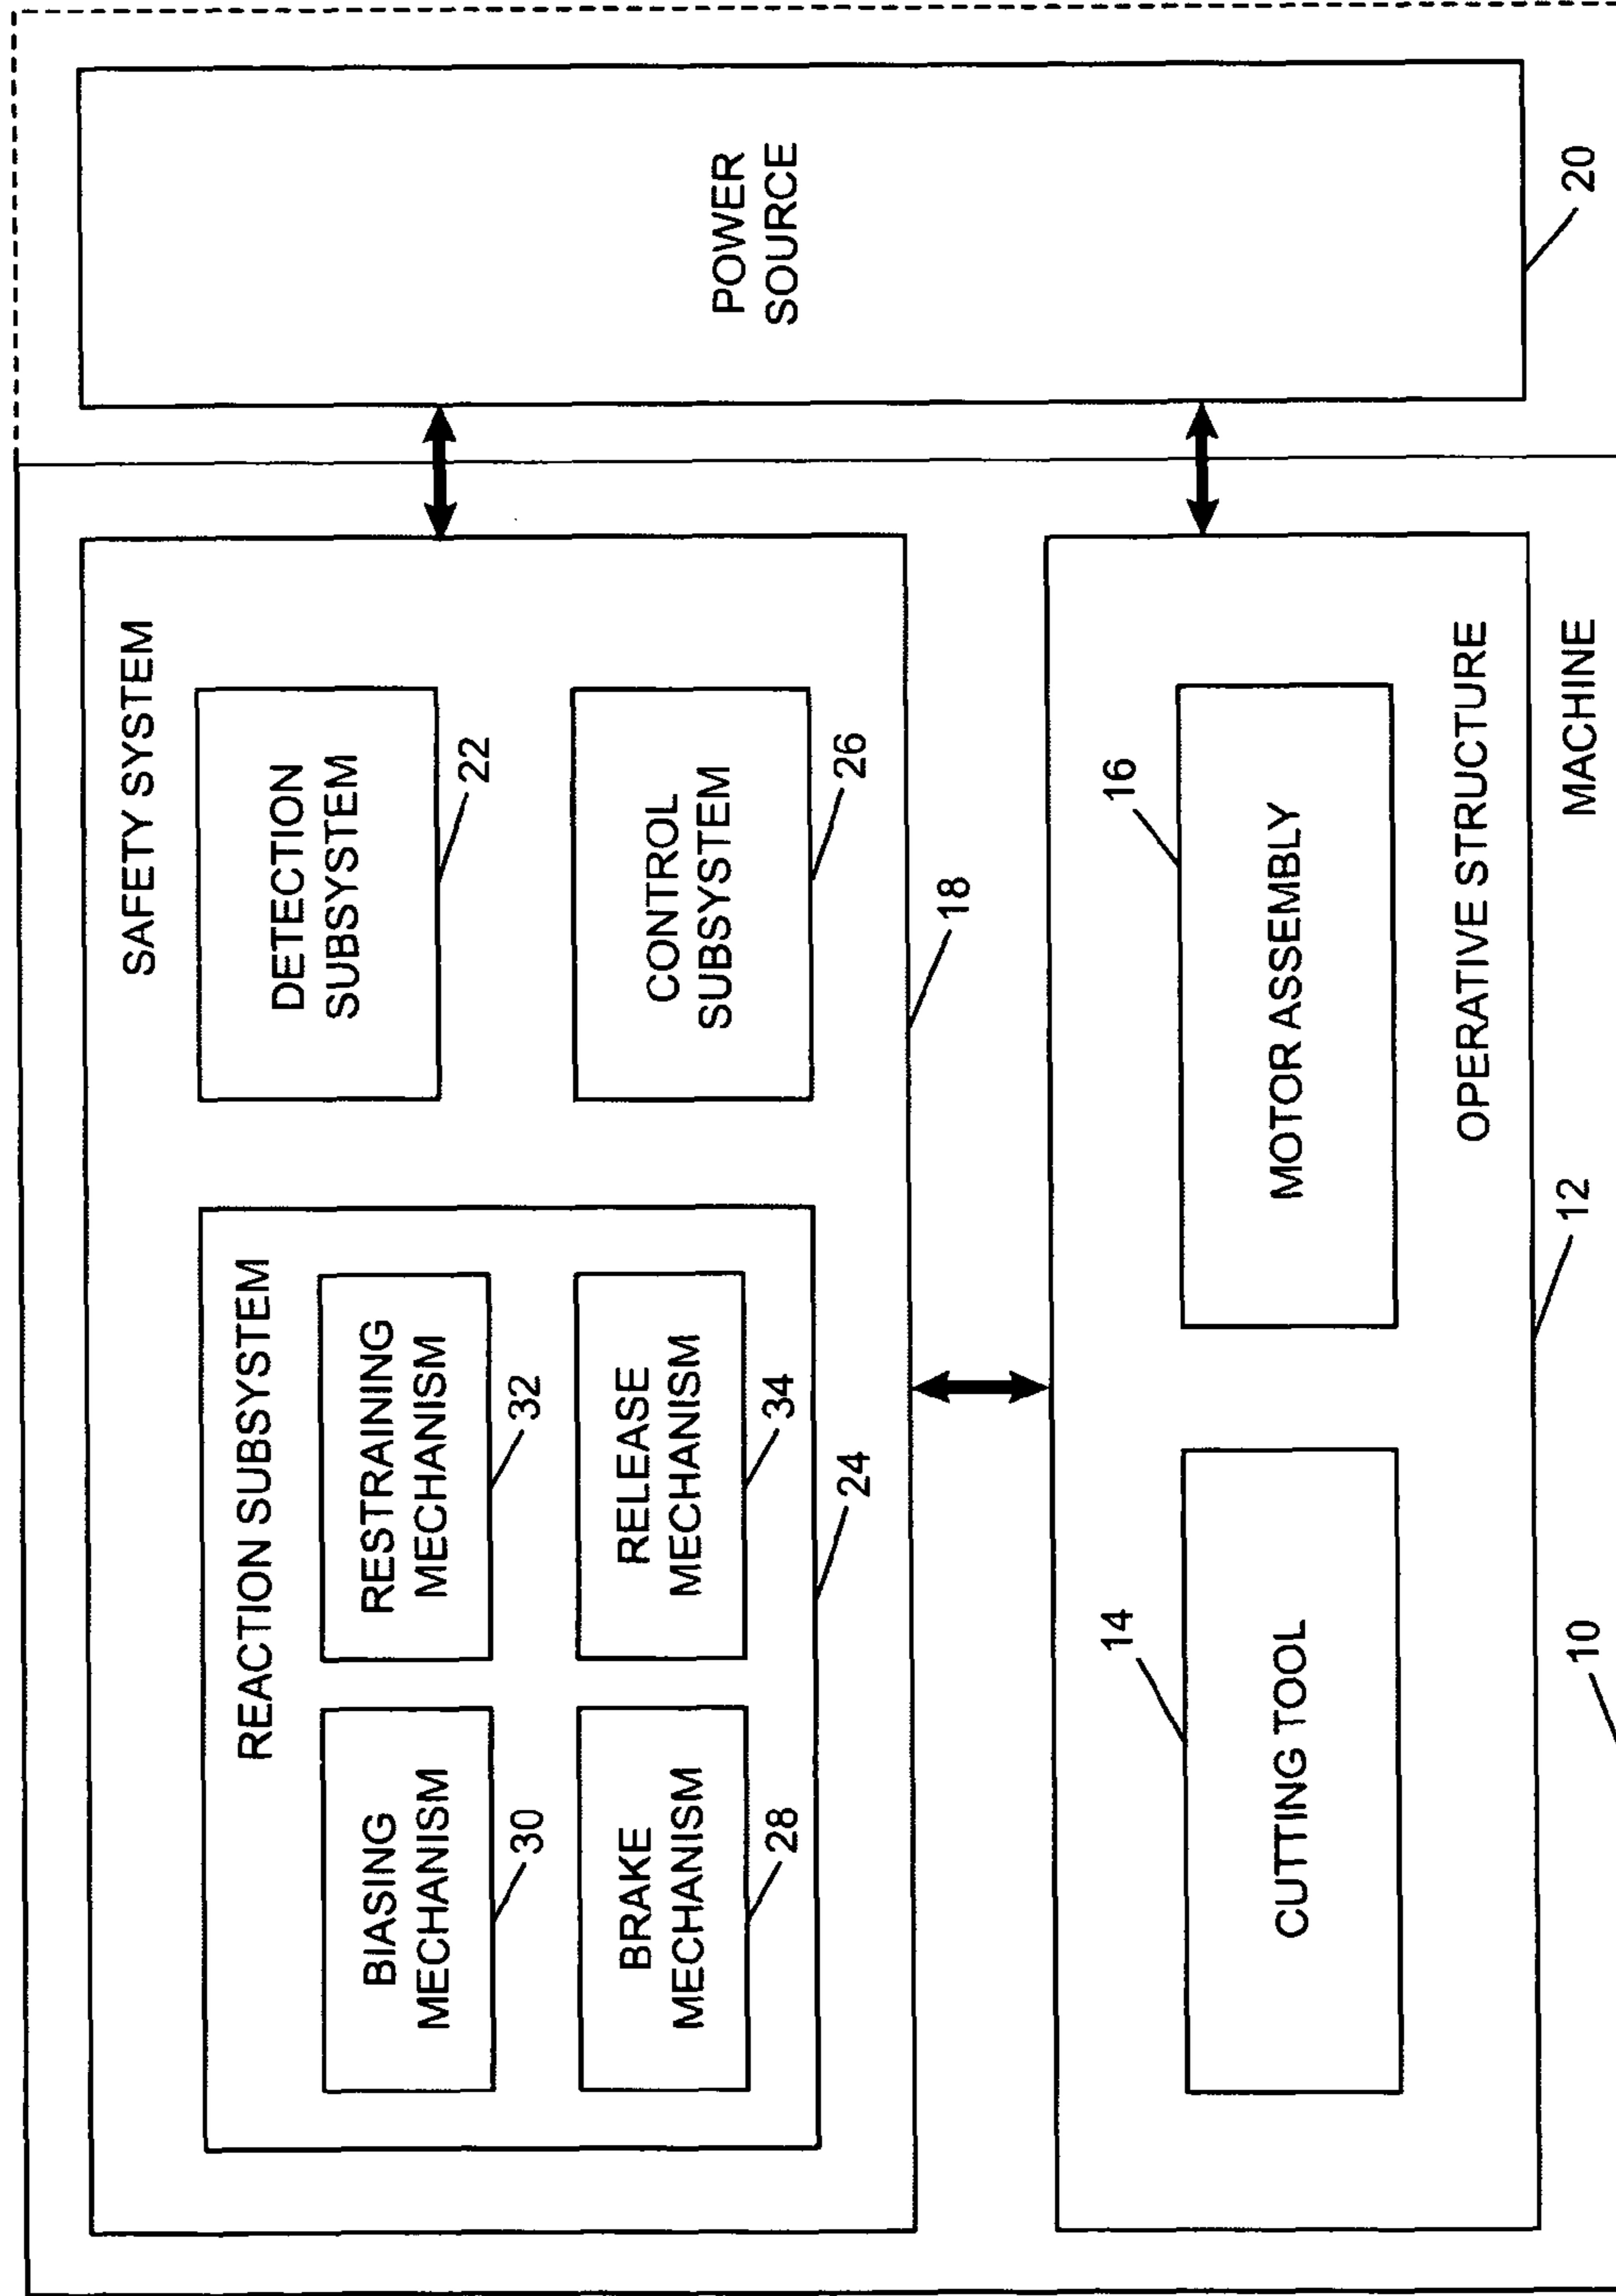 SAFETY SYSTEM
REACTION SUBSYSTEM
BIASING
MECHANISM
30
RESTRAINING
MECHANISM
32
BRAKE
MECHANISM
28
RELEASE
MECHANISM
34
24
DETECTION
SUBSYSTEM
22
CONTROL
SUBSYSTEM
26
18
POWER
SOURCE
20
14
CUTTING TOOL
16
MOTOR ASSEMBLY
OPERATIVE STRUCTURE
12
10
MACHINE